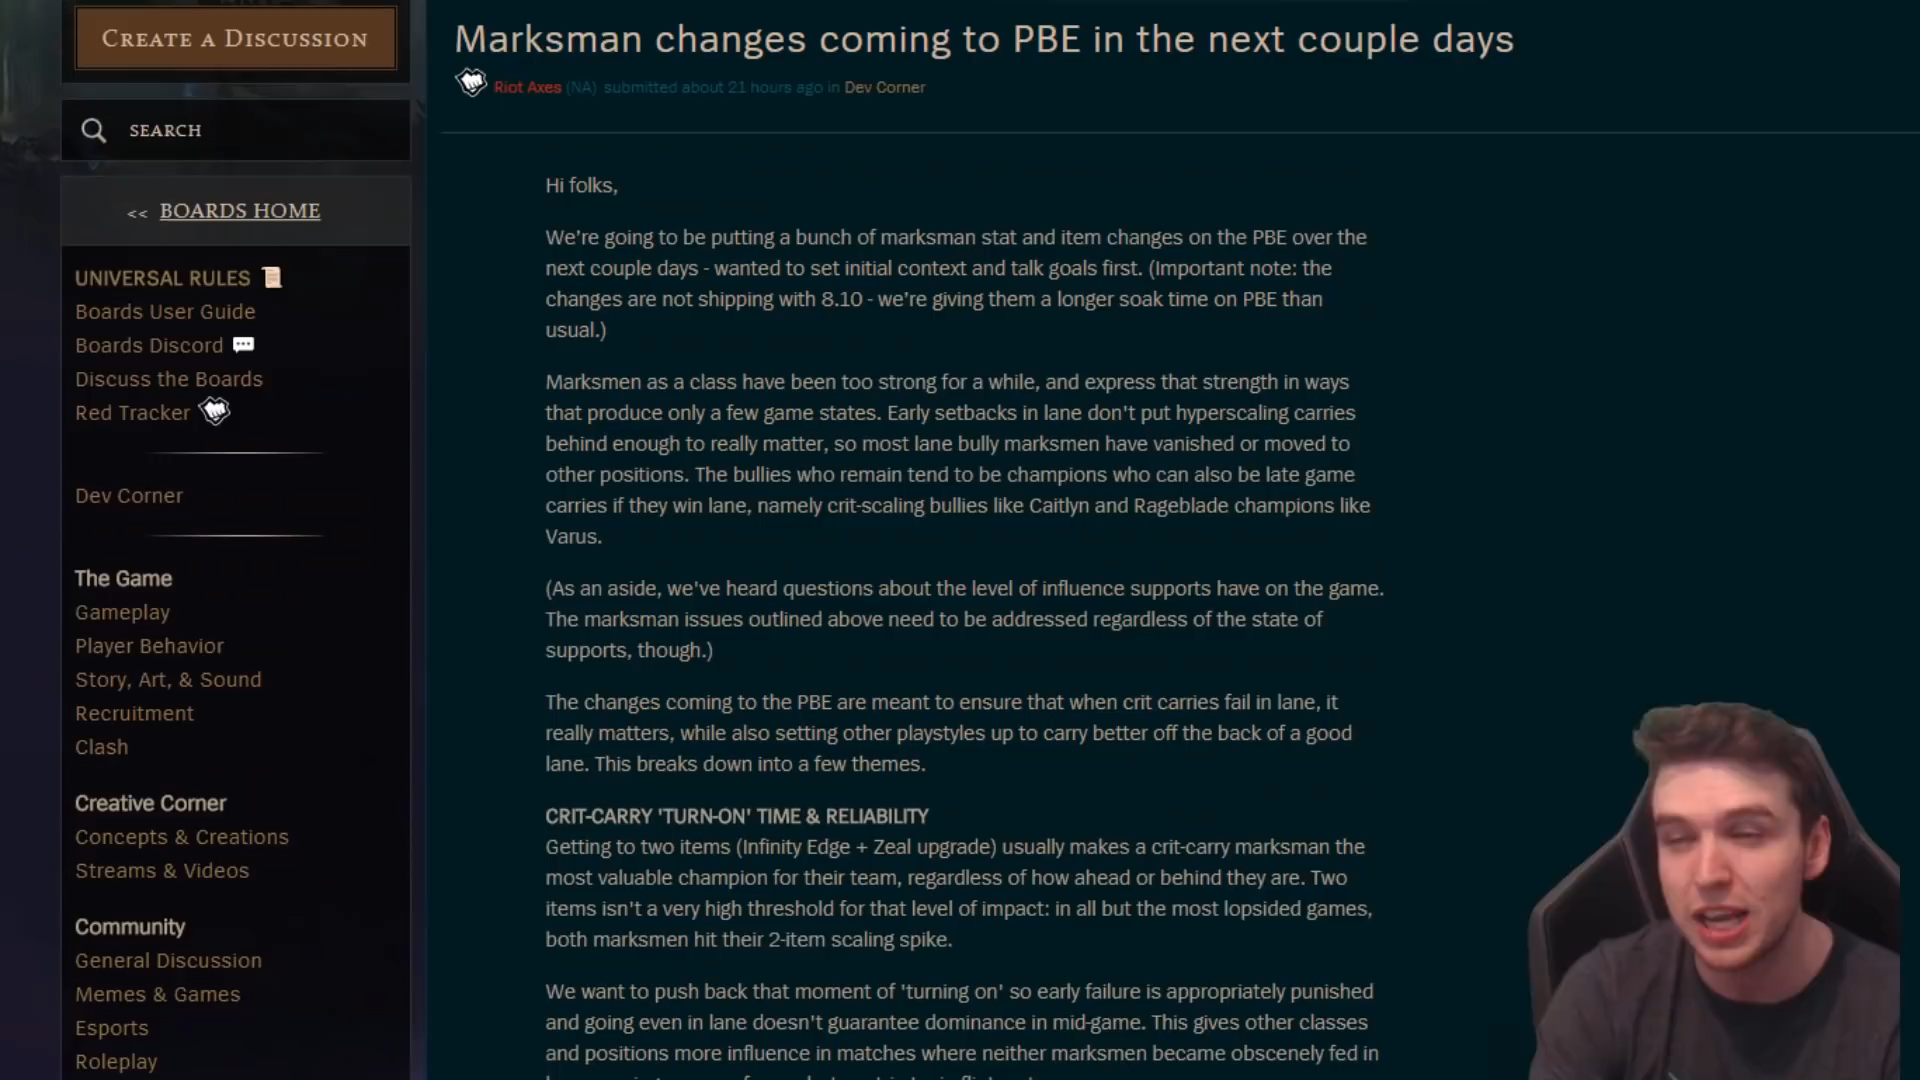 CREATE A DISCUSSION
SEARCH
<< BOARDS HOME
UNIVERSAL RULES
Boards User Guide
Boards Discord
Discuss the Boards
Red Tracker
Dev Corner
The Game
Gameplay
Player Behavior
Story, Art, & Sound
Recruitment
Clash
Creative Corner
Concepts & Creations
Streams & Videos
Community
General Discussion
Memes & Games
Esports
Roleplay
Marksman changes coming to PBE in the next couple days
Riot Axes (NA) submitted about 21 hours ago in Dev Corner
Hi folks,
We're going to be putting a bunch of marksman stat and item changes on the PBE over the
next couple days - wanted to set initial context and talk goals first. (Important note: the
changes are not shipping with 8.10 - we're giving them a longer soak time on PBE than
usual.)
Marksmen as a class have been too strong for a while, and express that strength in ways
that produce only a few game states. Early setbacks in lane don't put hyperscaling carries
behind enough to really matter, so most lane bully marksmen have vanished or moved to
other positions. The bullies who remain tend to be champions who can also be late game
carries if they win lane, namely crit-scaling bullies like Caitlyn and Rageblade champions like
Varus.
(As an aside, we've heard questions about the level of influence supports have on the game.
The marksman issues outlined above need to be addressed regardless of the state of
supports, though.)
The changes coming to the PBE are meant to ensure that when crit carries fail in lane, it
really matters, while also setting other playstyles up to carry better off the back of a good
lane. This breaks down into a few themes.
CRIT-CARRY 'TURN-ON' TIME & RELIABILITY
Getting to two items (Infinity Edge + Zeal upgrade) usually makes a crit-carry marksman the
most valuable champion for their team, regardless of how ahead or behind they are. Two
items isn't a very high threshold for that level of impact: in all but the most lopsided games,
both marksmen hit their 2-item scaling spike.
We want to push back that moment of 'turning on' so early failure is appropriately punished
and going even in lane doesn't guarantee dominance in mid-game. This gives other classes
and positions more influence in matches where neither marksmen became obscenely fed in